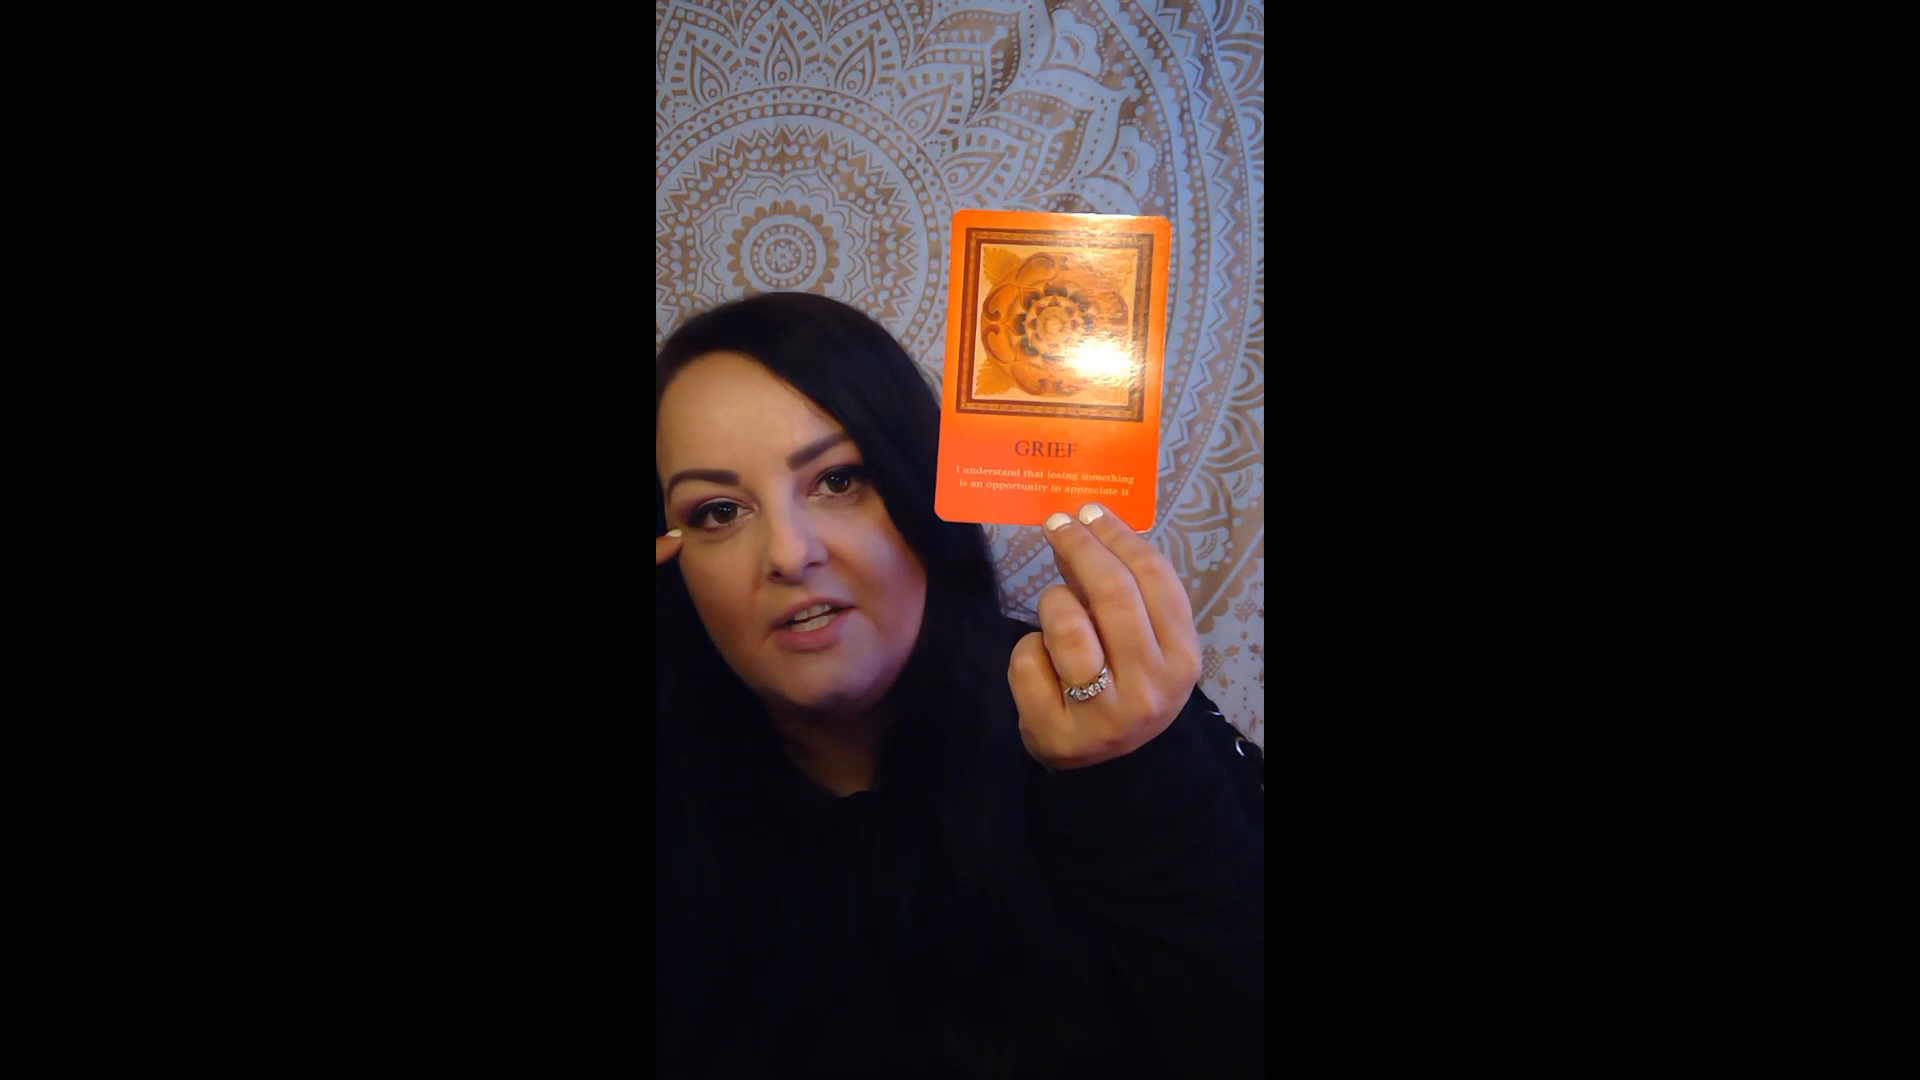 GRIEF
I understand that losing something
is an opportunity to appreciate it